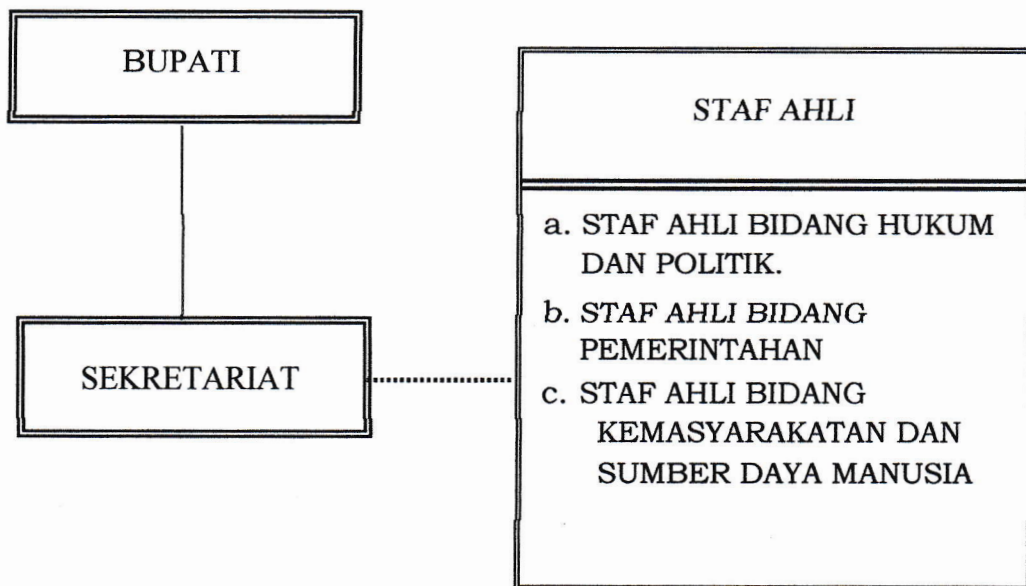 BUPATI
STAF AHLI
a. STAF AHLI BIDANG HUKUM
DAN POLITIK.
b. STAF AHLI BIDANG
PEMERINTAHAN
c. STAF AHLI BIDANG
KEMASYARAKATAN DAN
SUMBER DAYA MANUSIA
SEKRETARIAT